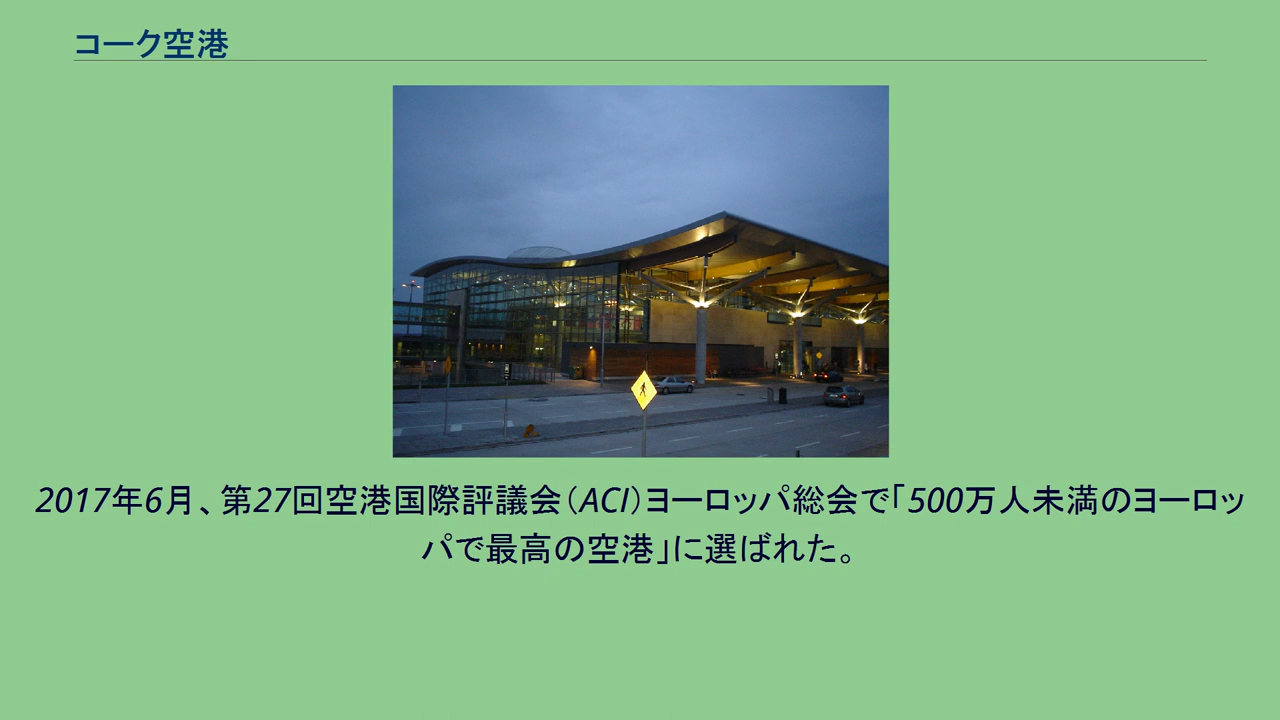 コーク空港
2017年6月、第27回空港国際評議会（ACI）ヨーロッパ総会で「500万人未満のヨーロッ
パで最高の空港」に選ばれた。